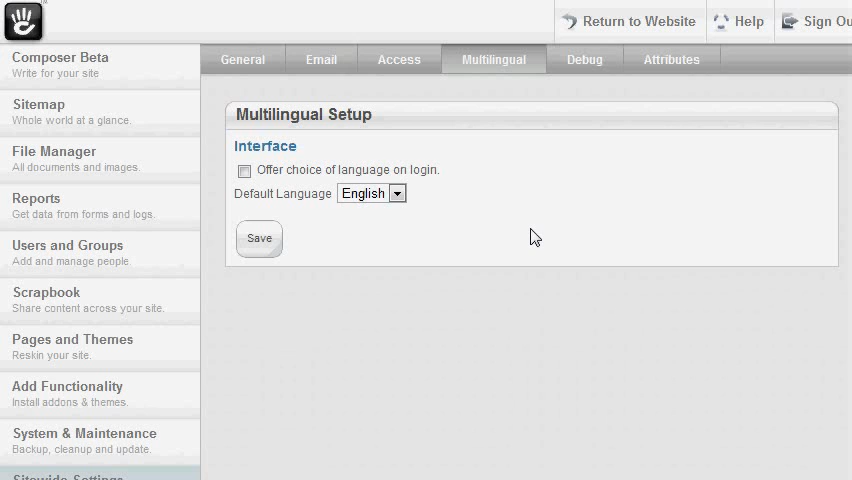 Return to Website
Help
Sign Ou
General
Email
Access
Multilingual
Debug
Attributes
Composer Beta
Write for your site
Sitemap
Whole world at a glance.
File Manager
All documents and images.
Reports
Get data from forms and logs.
Users and Groups
Add and manage people.
Scrapbook
Share content across your site.
Pages and Themes
Reskin your site.
Add Functionality
Install addons & themes.
System & Maintenance
Backup, cleanup and update.
Sitewide Settings
Multilingual Setup
Interface
Offer choice of language on login.
Default Language English
Save